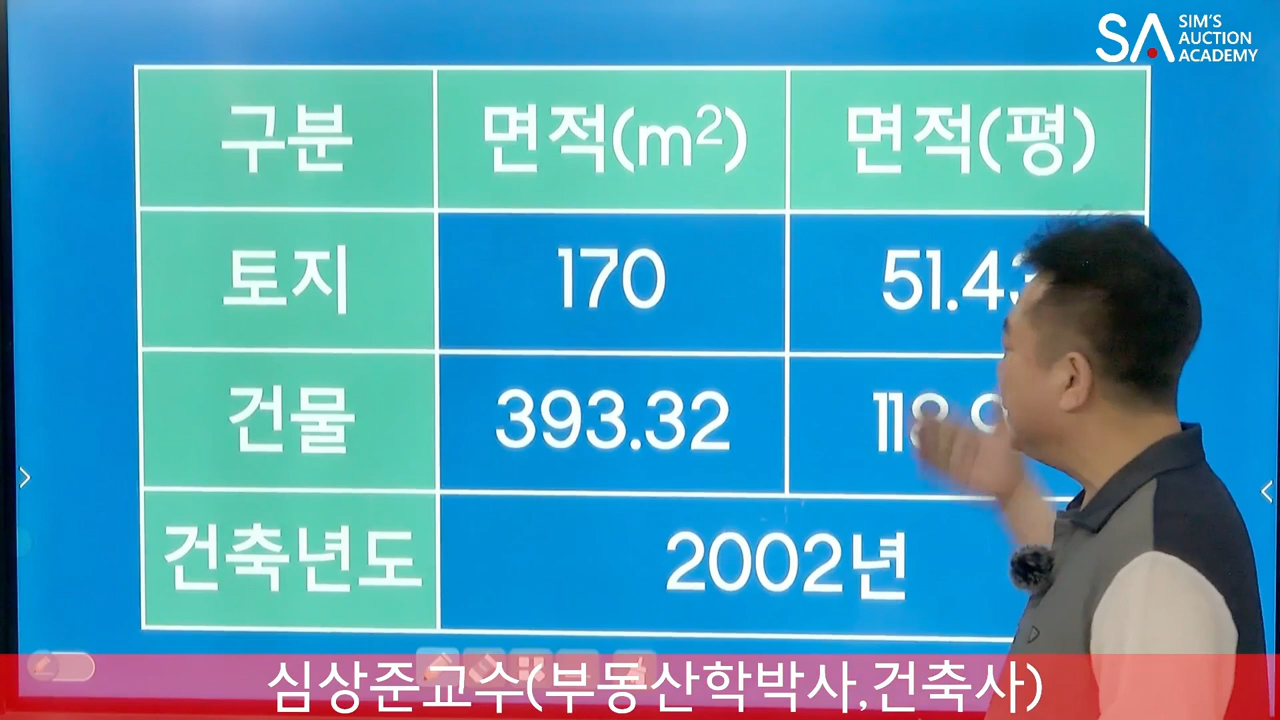 SA SIM'S
AUCTION
ACADEMY
구분 면적(m²) 면적(평)
토지 170
건물 393.32
건축년도 2002년
심상준교수(부동산학박사,건축사)